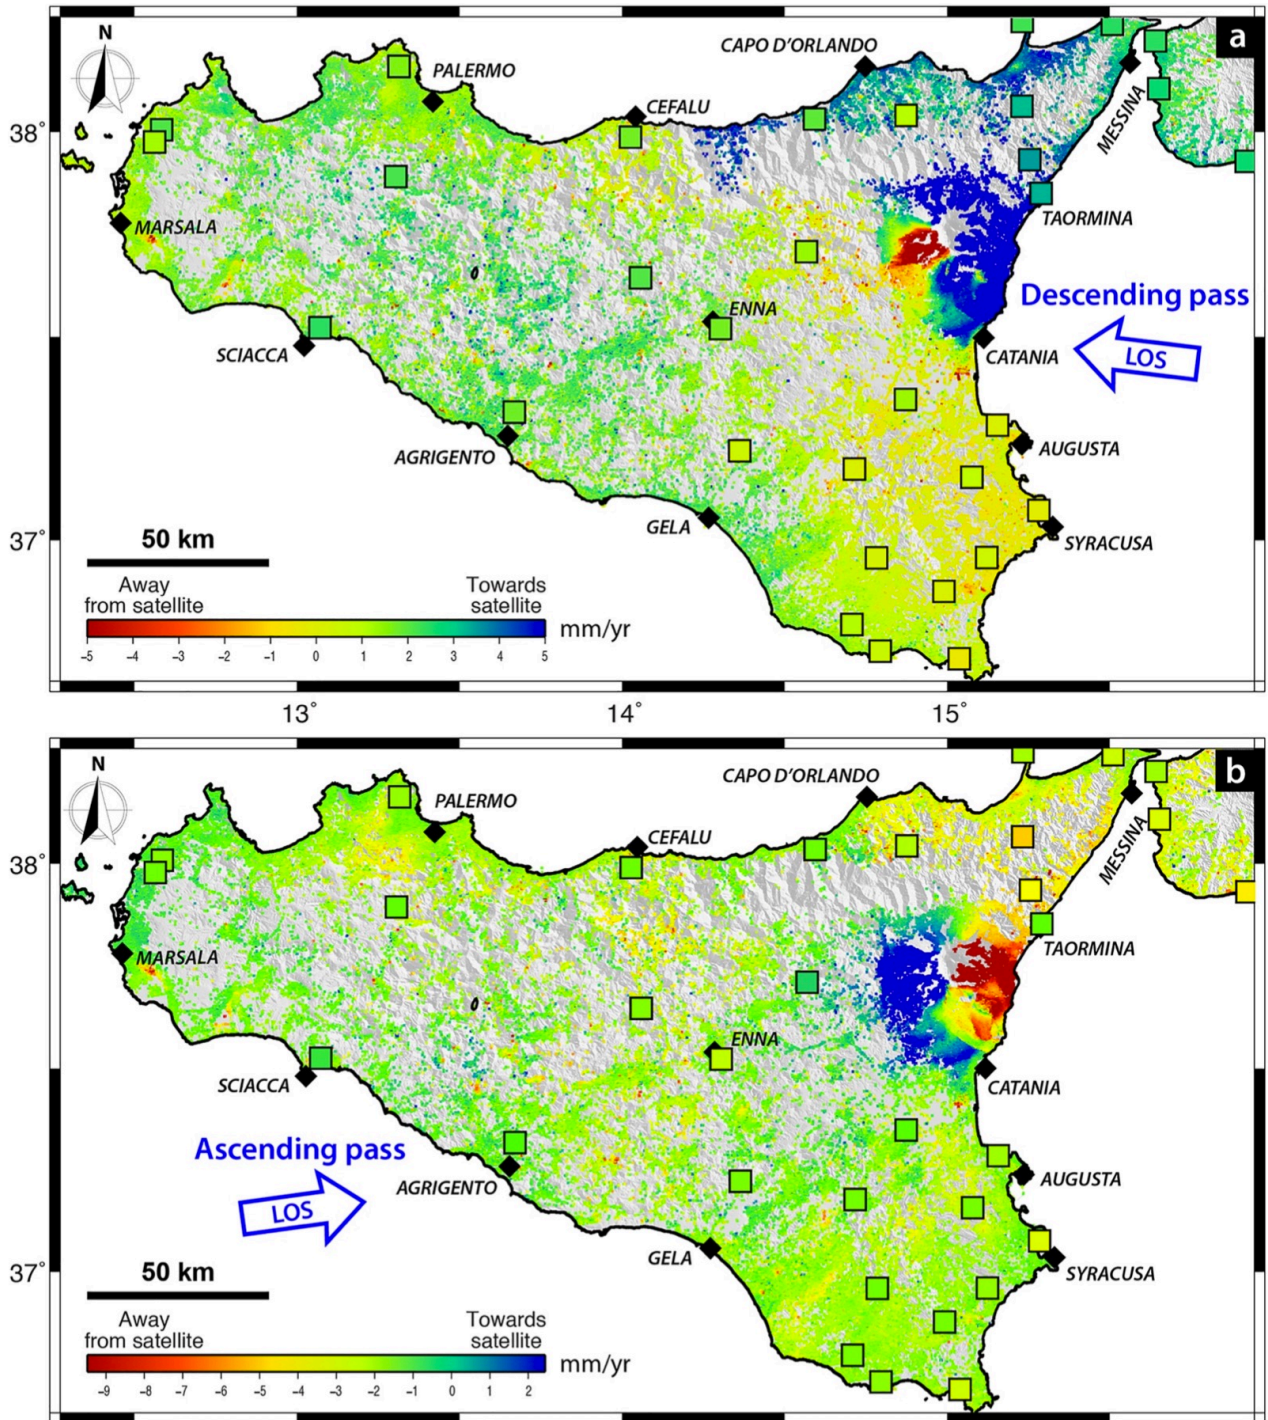 a
N
CAPO D'ORLANDO
PALERMO
CEFALU
MESSINA
38°
TAORMINA
MARSALA
Descending pass
ENNA
SCIACCA
CATANIA
LOS
AGRIGENTO
AUGUSTA
GELA
37°
SYRACUSA
50 km
Away from satellite
Towards satellite
mm/yr
−5 −4 −3 −2 −1 0 1 2 3 4 5
13° 14° 15°
b
N
CAPO D'ORLANDO
PALERMO
CEFALU
MESSINA
38°
TAORMINA
MARSALA
ENNA
SCIACCA
CATANIA
Ascending pass
LOS
AGRIGENTO
AUGUSTA
GELA
37°
SYRACUSA
50 km
Away from satellite
Towards satellite
mm/yr
−9 −8 −7 −6 −5 −4 −3 −2 −1 0 1 2